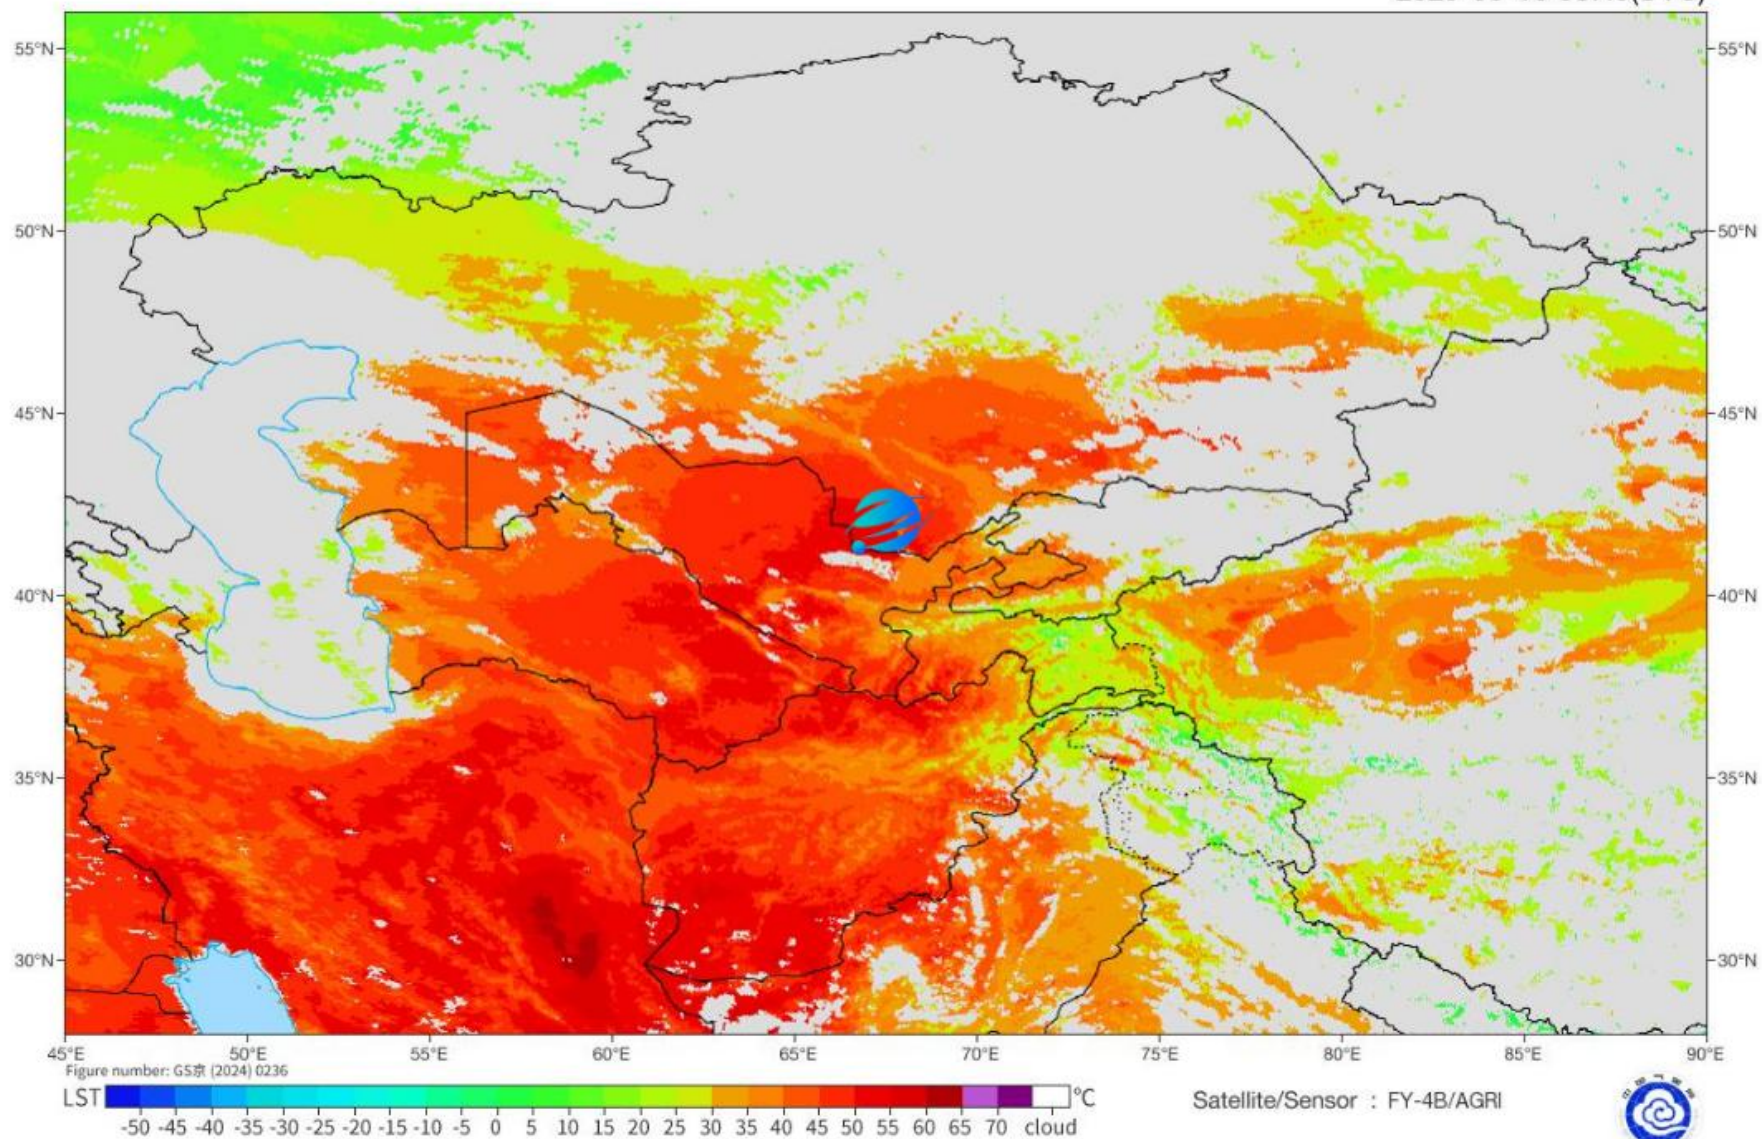 55°N
55°N
50°N
50°N
45°N
45°N
40°N
40°N
35°N
35°N
30°N
30°N
45°E 50°E 55°E 60°E 65°E 70°E 75°E 80°E 85°E 90°E
Figure number: GS京 (2024) 0236
LST
°C
-50 -45 -40 -35 -30 -25 -20 -15 -10 -5 0 5 10 15 20 25 30 35 40 45 50 55 60 65 70 cloud
Satellite/Sensor : FY-4B/AGRI